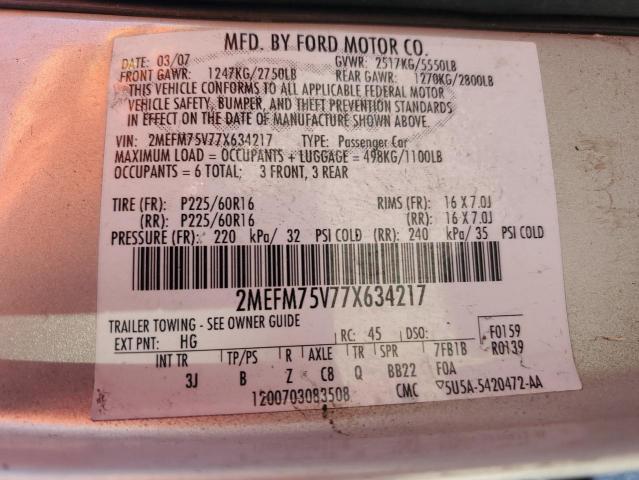 MFD. BY FORD MOTOR CO.
DATE: 03/07 GVWR: 2517KG/5550LB
FRONT GAWR: 1247KG/2750LB REAR GAWR: 1270KG/2800LB
THIS VEHICLE CONFORMS TO ALL APPLICABLE FEDERAL MOTOR
VEHICLE SAFETY, BUMPER, AND THEFT PREVENTION STANDARDS
IN EFFECT ON THE DATE OF MANUFACTURE SHOWN ABOVE.
VIN: 2MEFM75V77X634217 TYPE: Passenger Car
MAXIMUM LOAD = OCCUPANTS + LUGGAGE = 498KG/1100LB
OCCUPANTS = 6 TOTAL; 3 FRONT, 3 REAR
TIRE (FR): P225/60R16 RIMS (FR): 16 X 7.0J
(RR): P225/60R16 (RR): 16 X 7.0J
PRESSURE (FR): 220 kPa/ 32 PSI COLD (RR): 240 kPa/ 35 PSI COLD
2MEFM75V77X634217
TRAILER TOWING - SEE OWNER GUIDE
EXT PNT: HG RC: 45 DSO: F0159
R0139
INT TR TP/PS R AXLE TR SPR 7FB1B
3J B Z C8 Q BB22 F0A
1200703083508 CMC 5U5A-5420472-AA